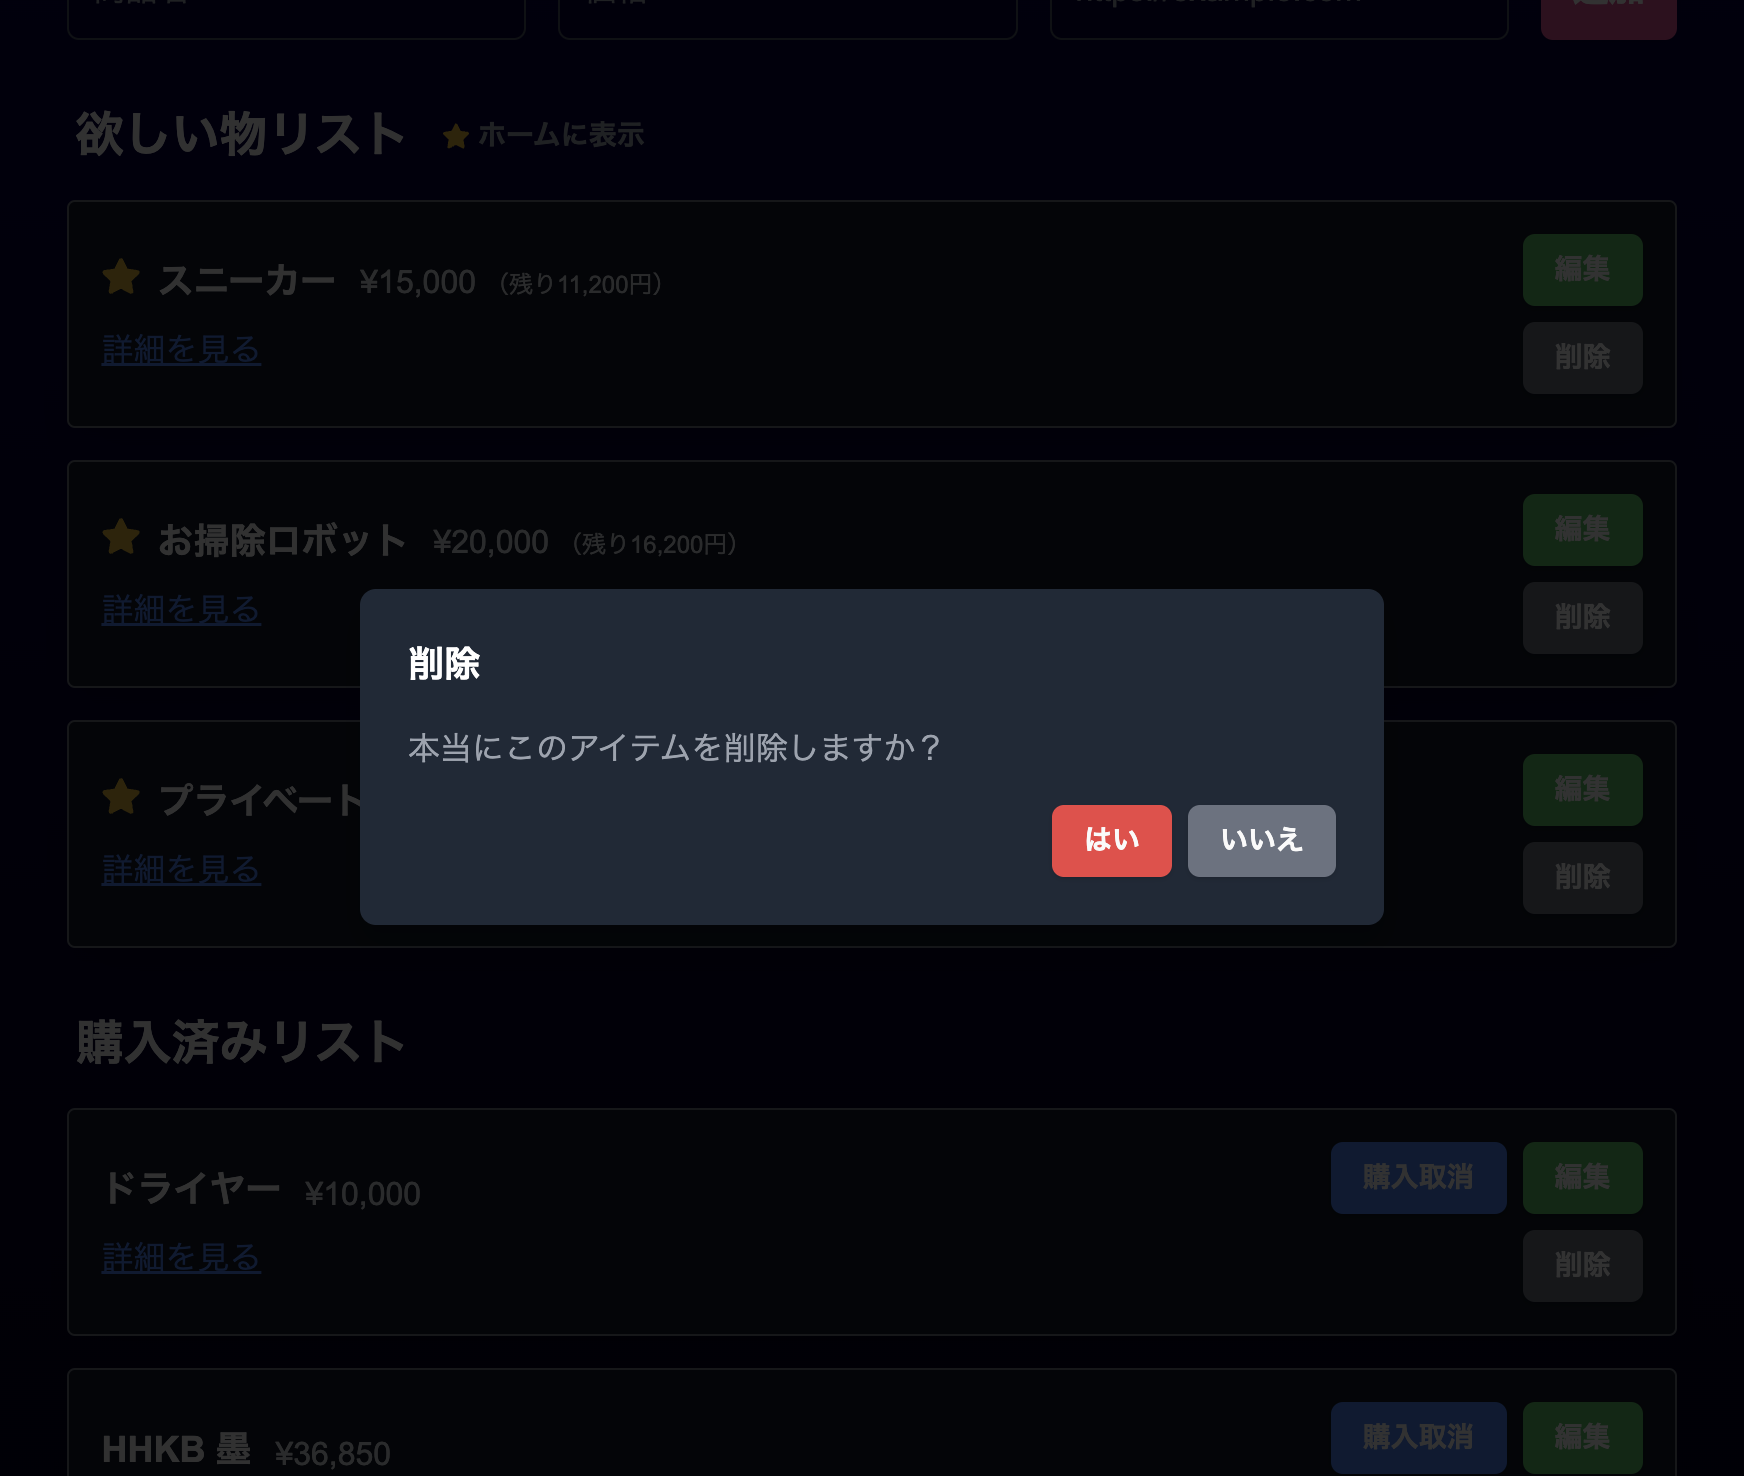 欲しい物リスト ホームに表示
スニーカー ¥15,000 (残り11,200円)
編集
詳細を見る
削除
お掃除ロボット ¥20,000 (残り16,200円)
編集
詳細を見る
削除
削除
本当にこのアイテムを削除しますか？
はい いいえ
プライベート
編集
詳細を見る
削除
購入済みリスト
ドライヤー ¥10,000
購入取消 編集
詳細を見る
削除
HHKB 墨 ¥36,850
購入取消 編集